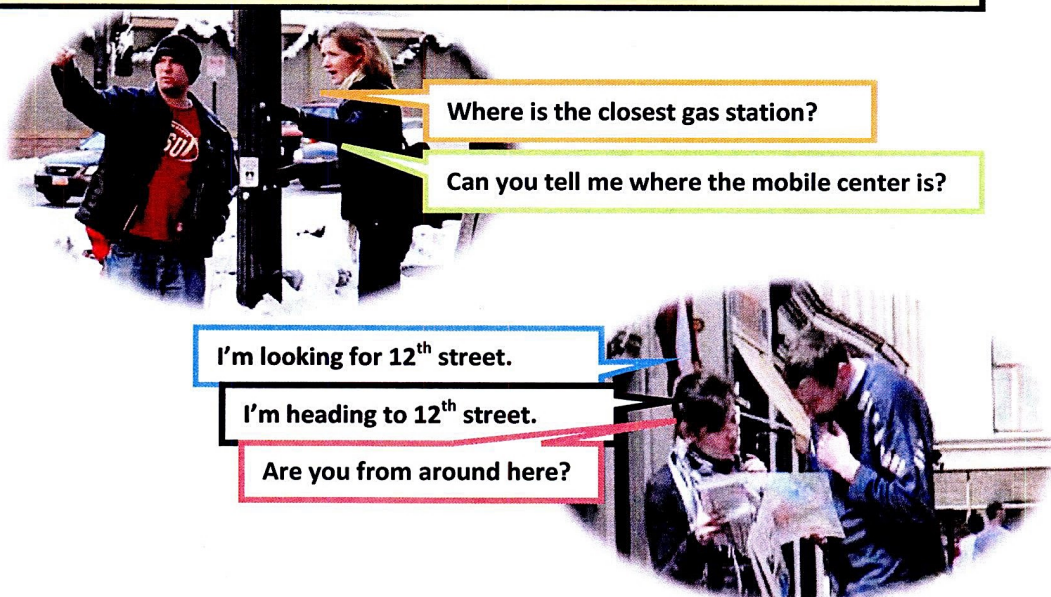 Where is the closest gas station?
Can you tell me where the mobile center is?
I'm looking for 12th street.
I'm heading to 12th street.
Are you from around here?